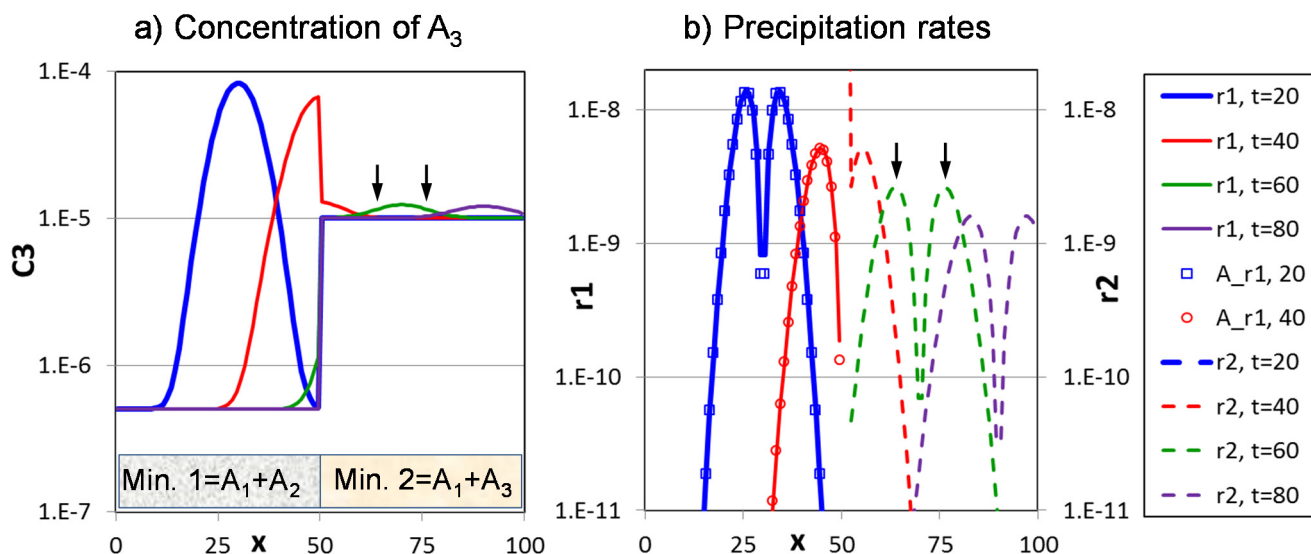 a) Concentration of A3
b) Precipitation rates
1.E-4
1.E-5
1.E-6
1.E-7
C3
0
25
50
75
100
X
Min. 1=A1+A2
Min. 2=A1+A3
1.E-8
1.E-9
1.E-10
1.E-11
r1
0
25
50
75
100
X
1.E-8
1.E-9
1.E-10
1.E-11
r2
r1, t=20
r1, t=40
r1, t=60
r1, t=80
A_r1, 20
A_r1, 40
r2, t=20
r2, t=40
r2, t=60
r2, t=80